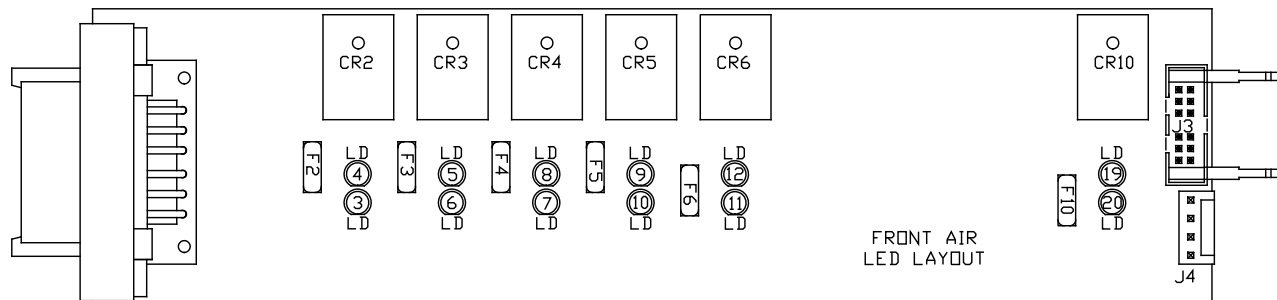 CR2 CR3 CR4 CR5 CR6 CR10
J3
F2 F3 F4 F5 F6 F10
LD LD LD LD LD LD
4 5 8 9 12 19
3 6 7 10 11 20
LD LD LD LD LD LD
FRONT AIR
LED LAYOUT
J4